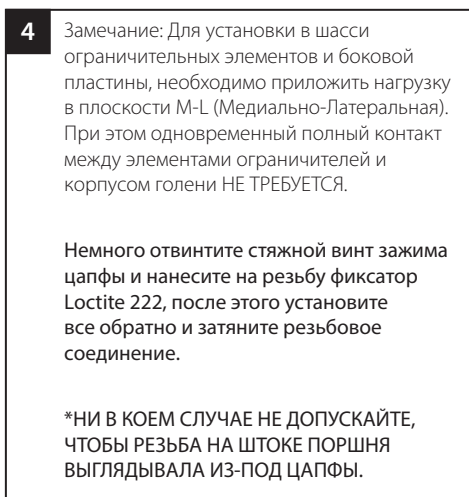 4
Замечание: Для установки в шасси
ограничительных элементов и боковой
пластины, необходимо приложить нагрузку
в плоскости M-L (Медиально-Латеральная).
При этом одновременный полный контакт
между элементами ограничителей и
корпусом голени НЕ ТРЕБУЕТСЯ.
Немного отвинтите стяжной винт зажима
цапфы и нанесите на резьбу фиксатор
Loctite 222, после этого установите
все обратно и затяните резьбовое
соединение.
*НИ В КОЕМ СЛУЧАЕ НЕ ДОПУСКАЙТЕ,
ЧТОБЫ РЕЗЬБА НА ШТОКЕ ПОРШНЯ
ВЫГЛЯДЫВАЛА ИЗ-ПОД ЦАПФЫ.